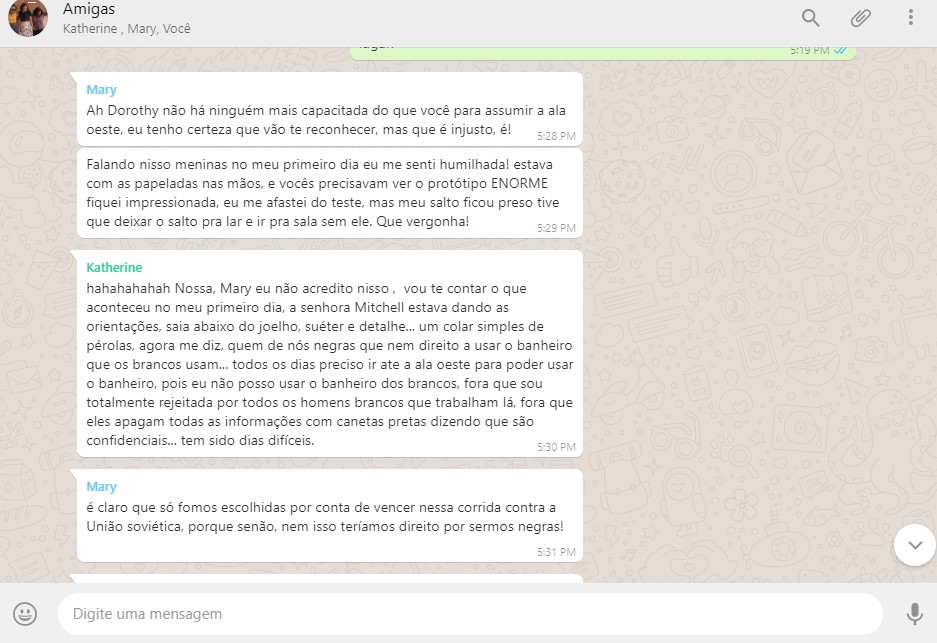 Amigas
Katherine , Mary, Você
5:19 PM
Mary
Ah Dorothy não há ninguém mais capacitada do que você para assumir a ala
oeste, eu tenho certeza que vão te reconhecer, mas que é injusto, é!
5:28 PM
Falando nisso meninas no meu primeiro dia eu me senti humilhada! estava
com as papeladas nas mãos, e vocês precisavam ver o protótipo ENORME
fiquei impressionada, eu me afastei do teste, mas meu salto ficou preso tive
que deixar o salto pra lar e ir pra sala sem ele. Que vergonha!
5:29 PM
Katherine
hahahahahah Nossa, Mary eu não acredito nisso , vou te contar o que
aconteceu no meu primeiro dia, a senhora Mitchell estava dando as
orientações, saia abaixo do joelho, suéter e detalhe... um colar simples de
pérolas, agora me diz, quem de nós negras que nem direito a usar o banheiro
que os brancos usam... todos os dias preciso ir ate a ala oeste para poder usar
o banheiro, pois eu não posso usar o banheiro dos brancos, fora que sou
totalmente rejeitada por todos os homens brancos que trabalham lá, fora que
eles apagam todas as informações com canetas pretas dizendo que são
confidenciais... tem sido dias difíceis.
5:30 PM
Mary
é claro que só fomos escolhidas por conta de vencer nessa corrida contra a
União soviética, porque senão, nem isso teríamos direito por sermos negras!
5:31 PM
Digite uma mensagem